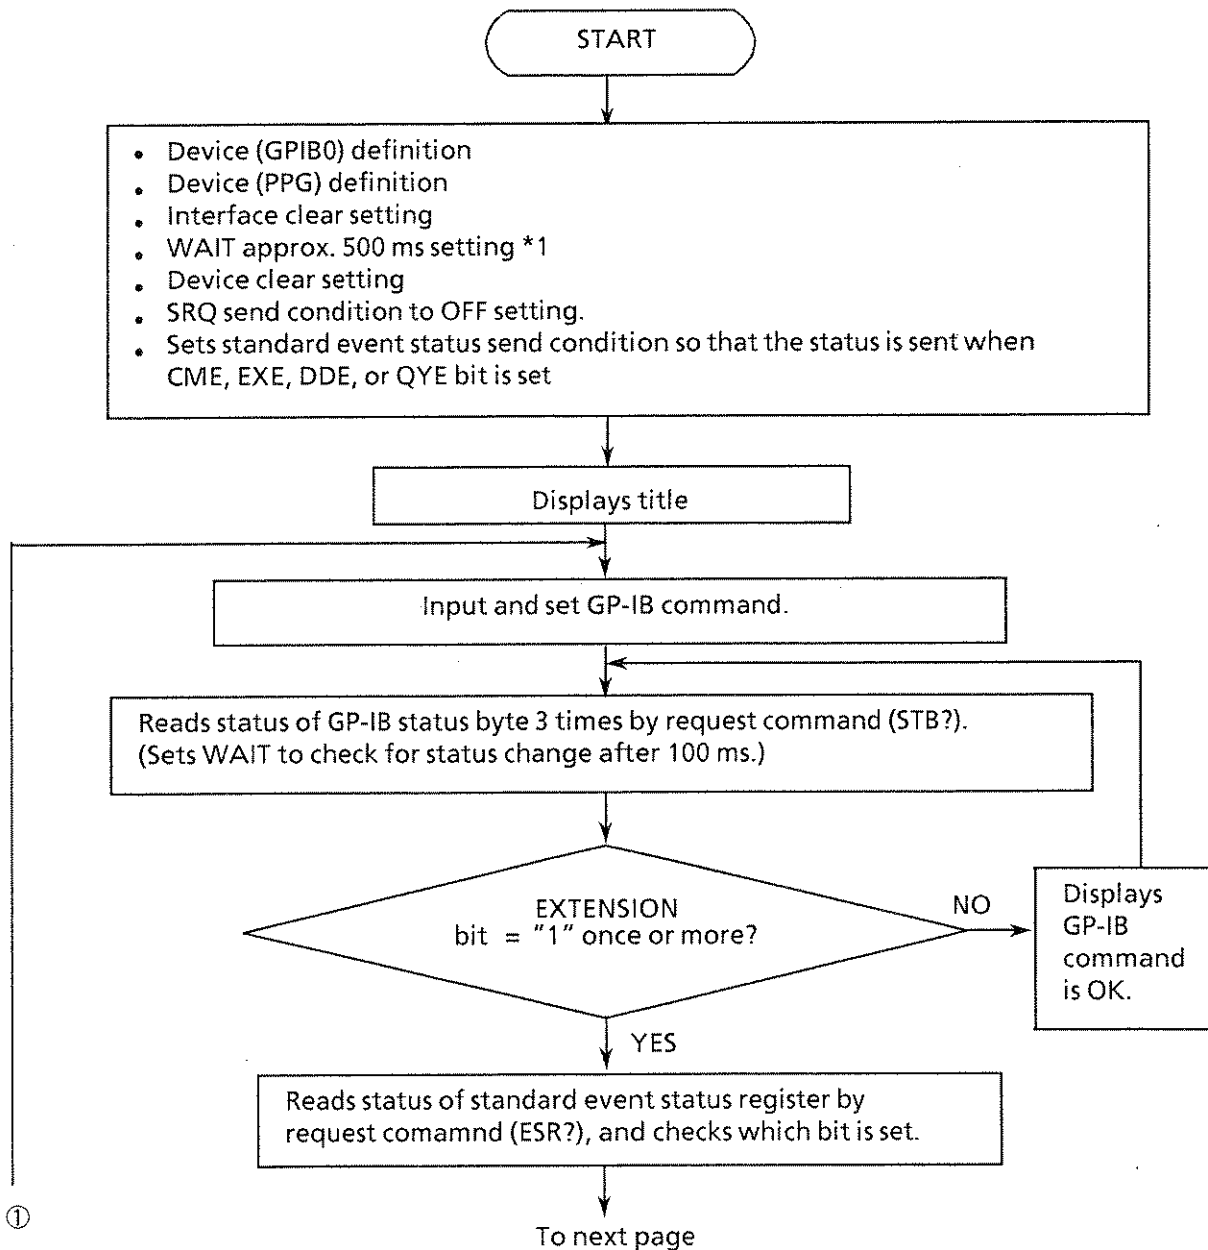 START
• Device (GPIB0) definition
• Device (PPG) definition
• Interface clear setting
• WAIT approx. 500 ms setting *1
• Device clear setting
• SRQ send condition to OFF setting.
• Sets standard event status send condition so that the status is sent when
CME, EXE, DDE, or QYE bit is set
Displays title
Input and set GP-IB command.
Reads status of GP-IB status byte 3 times by request command (STB?).
(Sets WAIT to check for status change after 100 ms.)
EXTENSION
bit = "1" once or more?
NO
Displays
GP-IB
command
is OK.
YES
Reads status of standard event status register by
request comamnd (ESR?), and checks which bit is set.
①
To next page